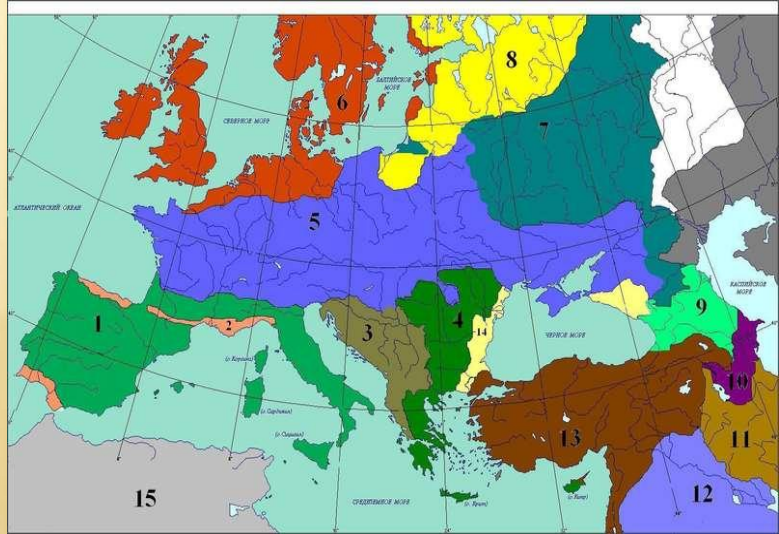 8
БАЛТИЙСКОЕ
МОРЕ
6
СЕВЕРНОЕ МОРЕ
7
АТЛАНТИЧЕСКИЙ ОКЕАН
5
КАСПИЙСКОЕ
МОРЕ
1
2
3
4
14
ЧЕРНОЕ МОРЕ
9
(о. Корсика)
10
(о. Сардиния)
11
(о. Сицилия)
13
12
15
СРЕДИЗЕМНОЕ МОРЕ
(о. Крит)
(о. Кипр)